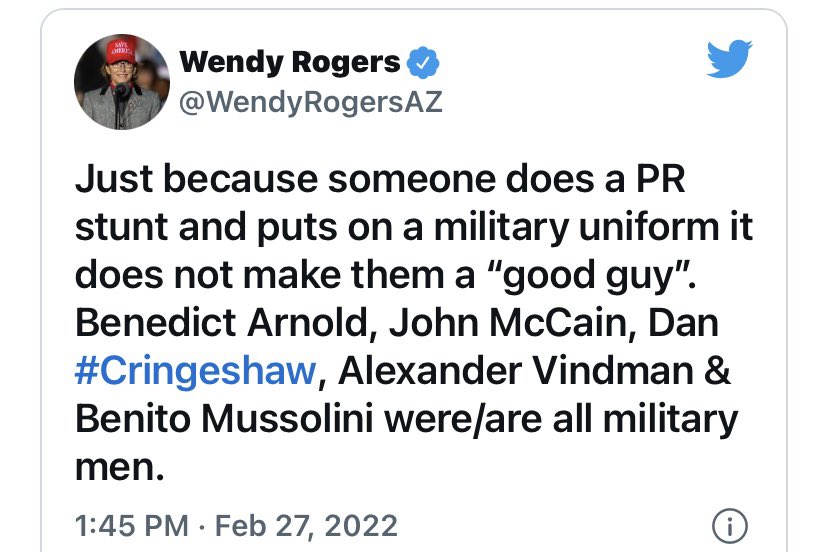 SAVE
AMERICA
Wendy Rogers
@WendyRogersAZ
Just because someone does a PR
stunt and puts on a military uniform it
does not make them a “good guy”.
Benedict Arnold, John McCain, Dan
#Cringeshaw, Alexander Vindman &
Benito Mussolini were/are all military
men.
1:45 PM · Feb 27, 2022